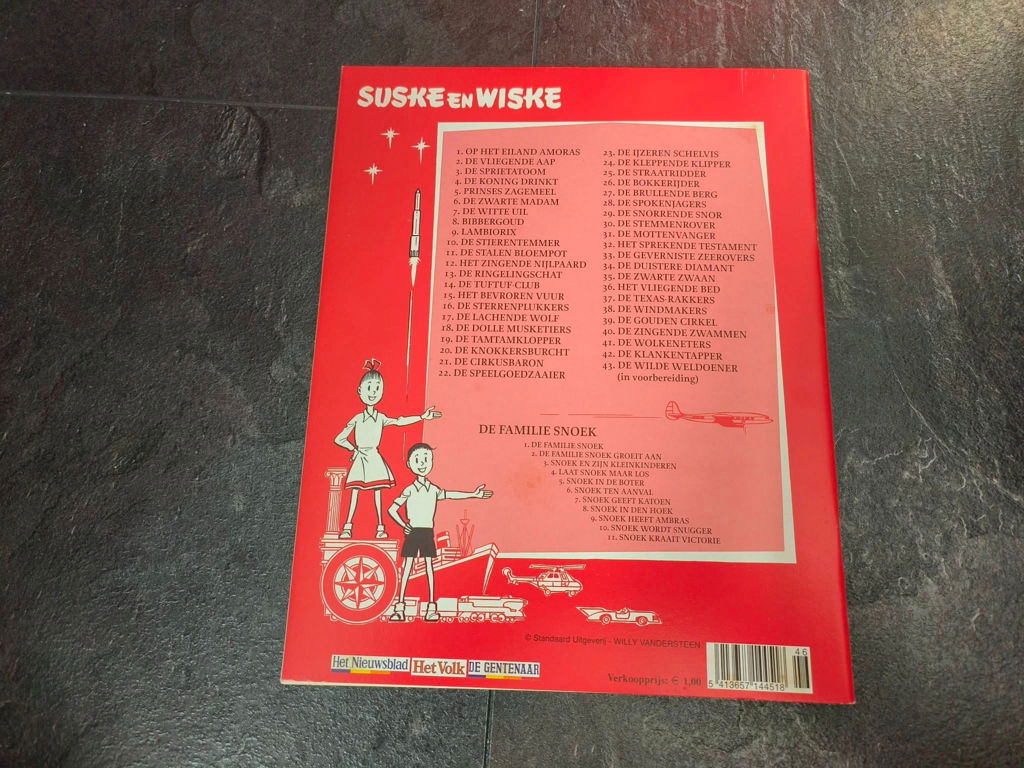 SUSKE EN WISKE
1. OP HET EILAND AMORAS
2. DE VLIEGENDE AAP
3. DE SPRIETATOOM
4. DE KONING DRINKT
5. PRINSES ZAGEMEEL
6. DE ZWARTE MADAM
7. DE WITTE UIL
8. BIBBERGOUD
9. LAMBIORIX
10. DE STIERENTEMMER
11. DE STALEN BLOEMPOT
12. HET ZINGENDE NIJLPAARD
13. DE RINGELINGSCHAT
14. DE TUFTUF-CLUB
15. HET BEVROREN VUUR
16. DE STERRENPLUKKERS
17. DE LACHENDE WOLF
18. DE DOLLE MUSKETIERS
19. DE TAMTAMKLOPPER
20. DE KNOKKERSBURCHT
21. DE CIRKUSBARON
22. DE SPEELGOEDZAAIER
23. DE IJZEREN SCHELVIS
24. DE KLEPPENDE KLIPPER
25. DE STRAATRIDDER
26. DE BOKKERIJDER
27. DE BRULLENDE BERG
28. DE SPOKENJAGERS
29. DE SNORRENDE SNOR
30. DE STEMMENROVER
31. DE MOTTENVANGER
32. HET SPREKENDE TESTAMENT
33. DE GEVERNISTE ZEEROVERS
34. DE DUISTERE DIAMANT
35. DE ZWARTE ZWAAN
36. HET VLIEGENDE BED
37. DE TEXAS-RAKKERS
38. DE WINDMAKERS
39. DE GOUDEN CIRKEL
40. DE ZINGENDE ZWAMMEN
41. DE WOLKENETERS
42. DE KLANKENTAPPER
43. DE WILDE WELDOENER
(in voorbereiding)
DE FAMILIE SNOEK
1. DE FAMILIE SNOEK
2. DE FAMILIE SNOEK GROEIT AAN
3. SNOEK EN ZIJN KLEINKINDEREN
4. LAAT SNOEK MAAR LOS
5. SNOEK IN DE BOTER
6. SNOEK TEN AANVAL
7. SNOEK GEEFT KATOEN
8. SNOEK IN DEN HOEK
9. SNOEK HEEFT AMBRAS
10. SNOEK WORDT SNUGGER
11. SNOEK KRAAIT VICTORIE
© Standaard Uitgeverij - WILLY VANDERSTEEN
Het Nieuwsblad Het Volk DE GENTENAAR
Verkoopprijs: € 1,00
46
5 413657 144518